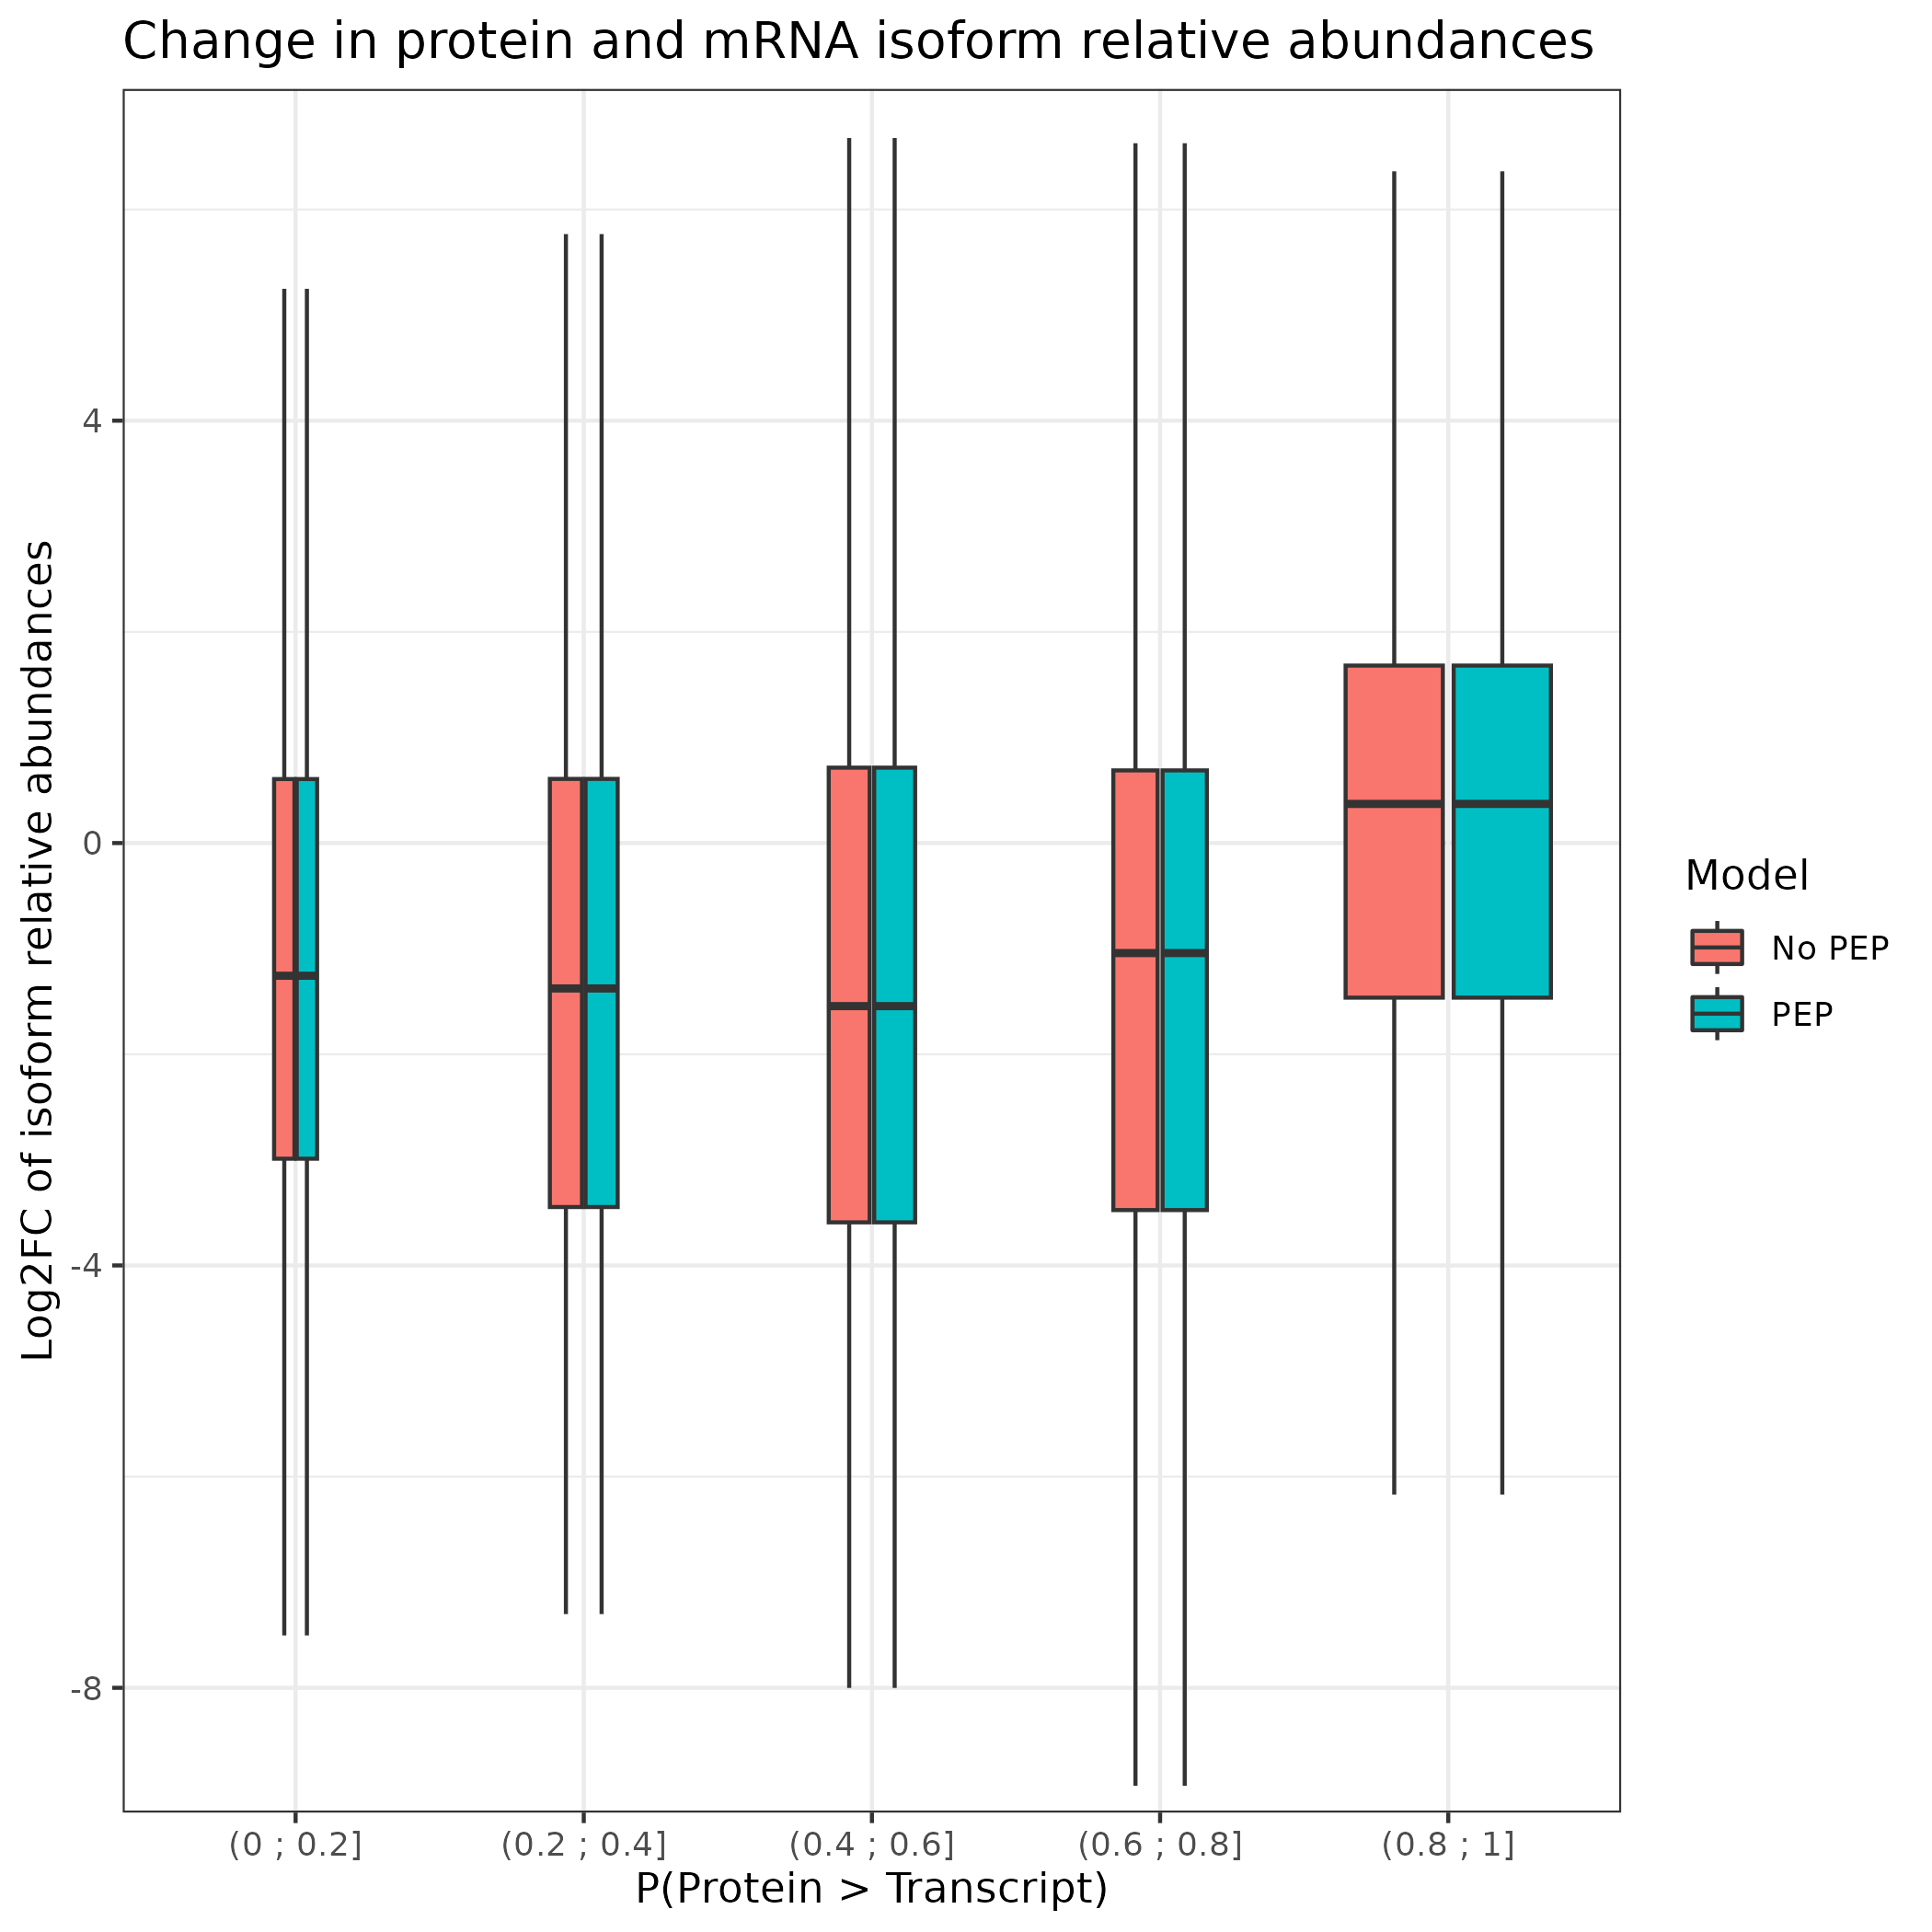 Change in protein and mRNA isoform relative abundances
Log2FC of isoform relative abundances
4
0
-4
-8
(0 ; 0.2]
(0.2 ; 0.4]
(0.4 ; 0.6]
(0.6 ; 0.8]
(0.8 ; 1]
P(Protein > Transcript)
Model
No PEP
PEP